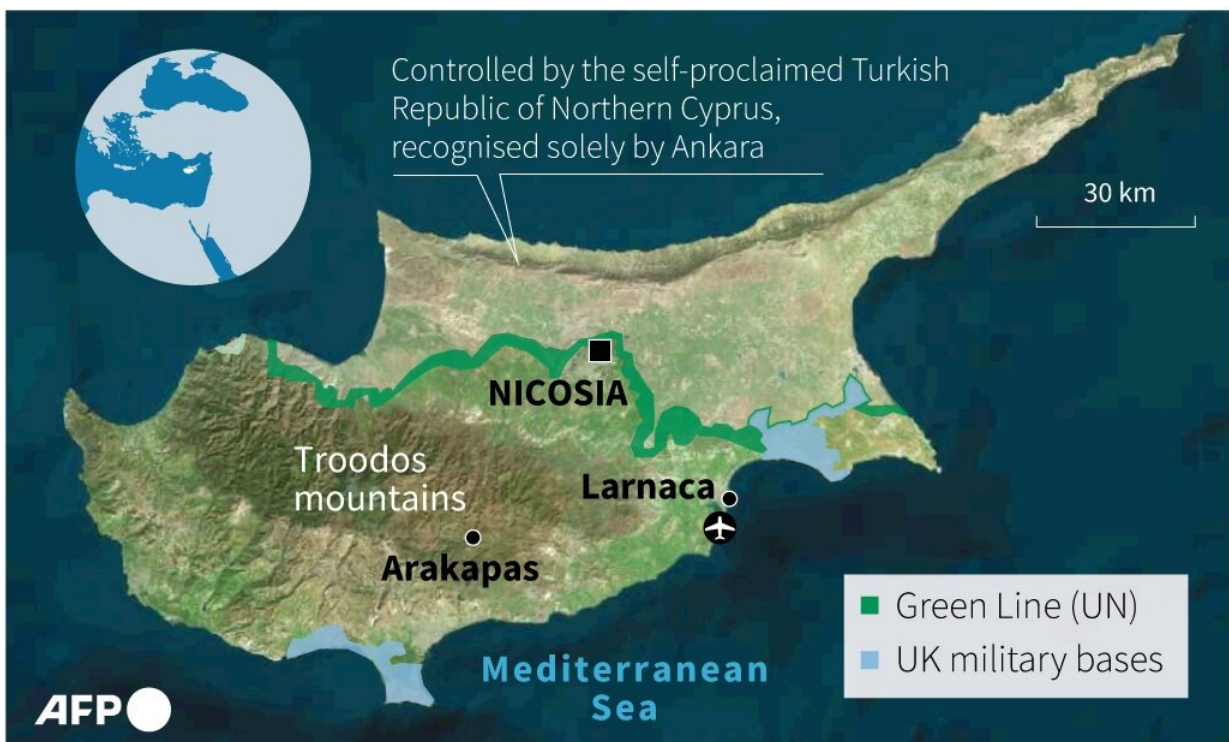 Controlled by the self-proclaimed Turkish
Republic of Northern Cyprus,
recognised solely by Ankara
30 km
NICOSIA
Troodos
mountains
Larnaca
Arakapas
Green Line (UN)
UK military bases
Mediterranean
Sea
AFP